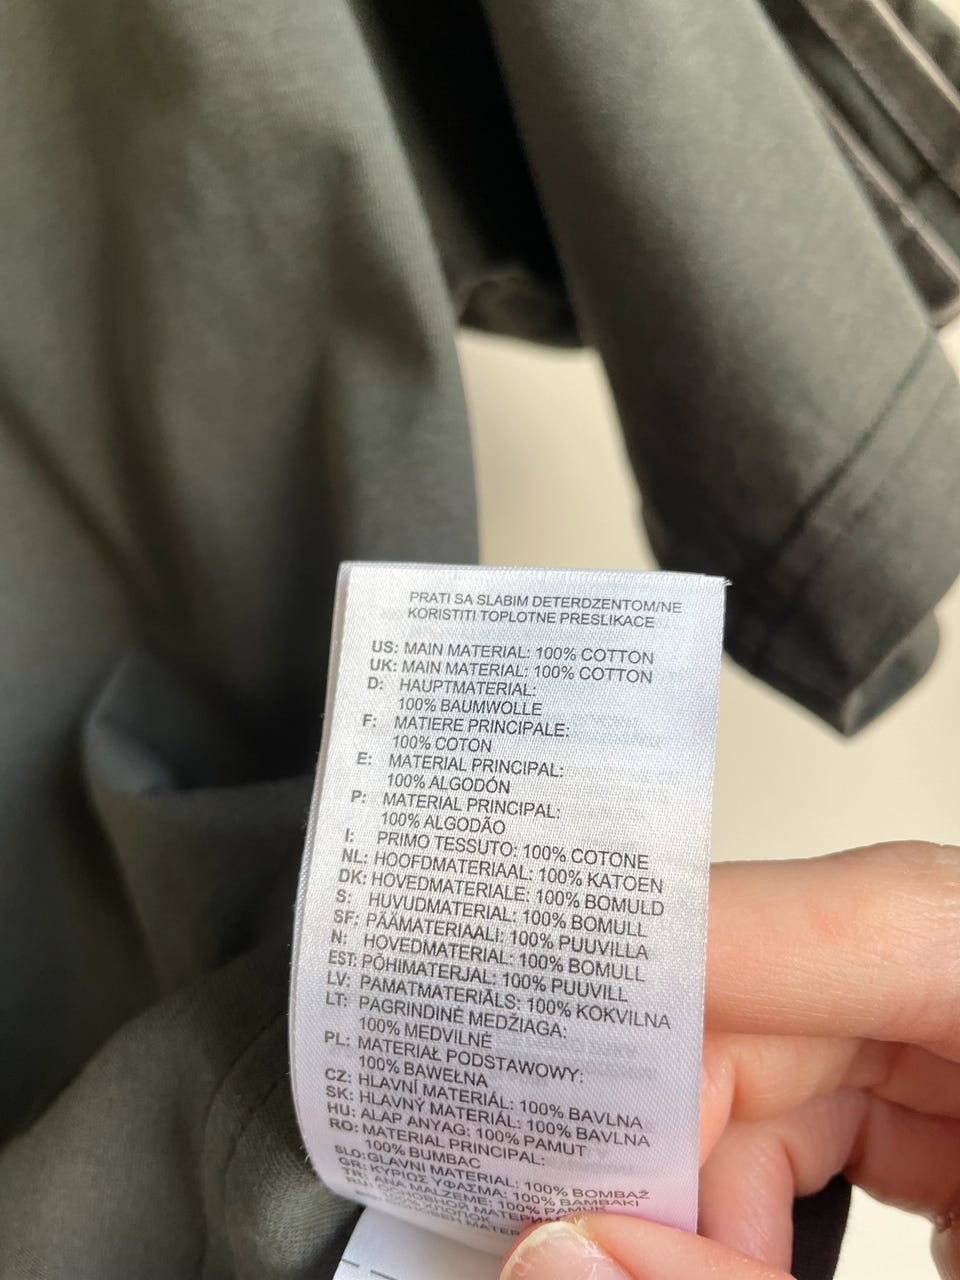 PRATI SA SLABIM DETERDZENTOM/NE
KORISTITI TOPLOTNE PRESLIKACE
US: MAIN MATERIAL: 100% COTTON
UK: MAIN MATERIAL: 100% COTTON
D: HAUPTMATERIAL:
100% BAUMWOLLE
F: MATIERE PRINCIPALE:
100% COTON
E: MATERIAL PRINCIPAL:
100% ALGODÓN
P: MATERIAL PRINCIPAL:
100% ALGODÃO
I: PRIMO TESSUTO: 100% COTONE
NL: HOOFDMATERIAAL: 100% KATOEN
DK: HOVEDMATERIALE: 100% BOMULD
S: HUVUDMATERIAL: 100% BOMULL
SF: PÄÄMATERIAALI: 100% PUUVILLA
N: HOVEDMATERIAL: 100% BOMULL
EST: PÕHIMATERJAL: 100% PUUVILL
LV: PAMATMATERIĀLS: 100% KOKVILNA
LT: PAGRINDINĖ MEDŽIAGA:
100% MEDVILNĖ
PL: MATERIAŁ PODSTAWOWY:
100% BAWEŁNA
CZ: HLAVNÍ MATERIÁL: 100% BAVLNA
SK: HLAVNÝ MATERIÁL: 100% BAVLNA
HU: ALAP ANYAG: 100% PAMUT
RO: MATERIAL PRINCIPAL:
100% BUMBAC
SLO: GLAVNI MATERIAL: 100% BOMBAŽ
GR: ΚΥΡΙΟΣ ΥΦΑΣΜΑ: 100% ΒΑΜΒΑΚΙ
TR: ANA MALZEME: 100% PAMUK